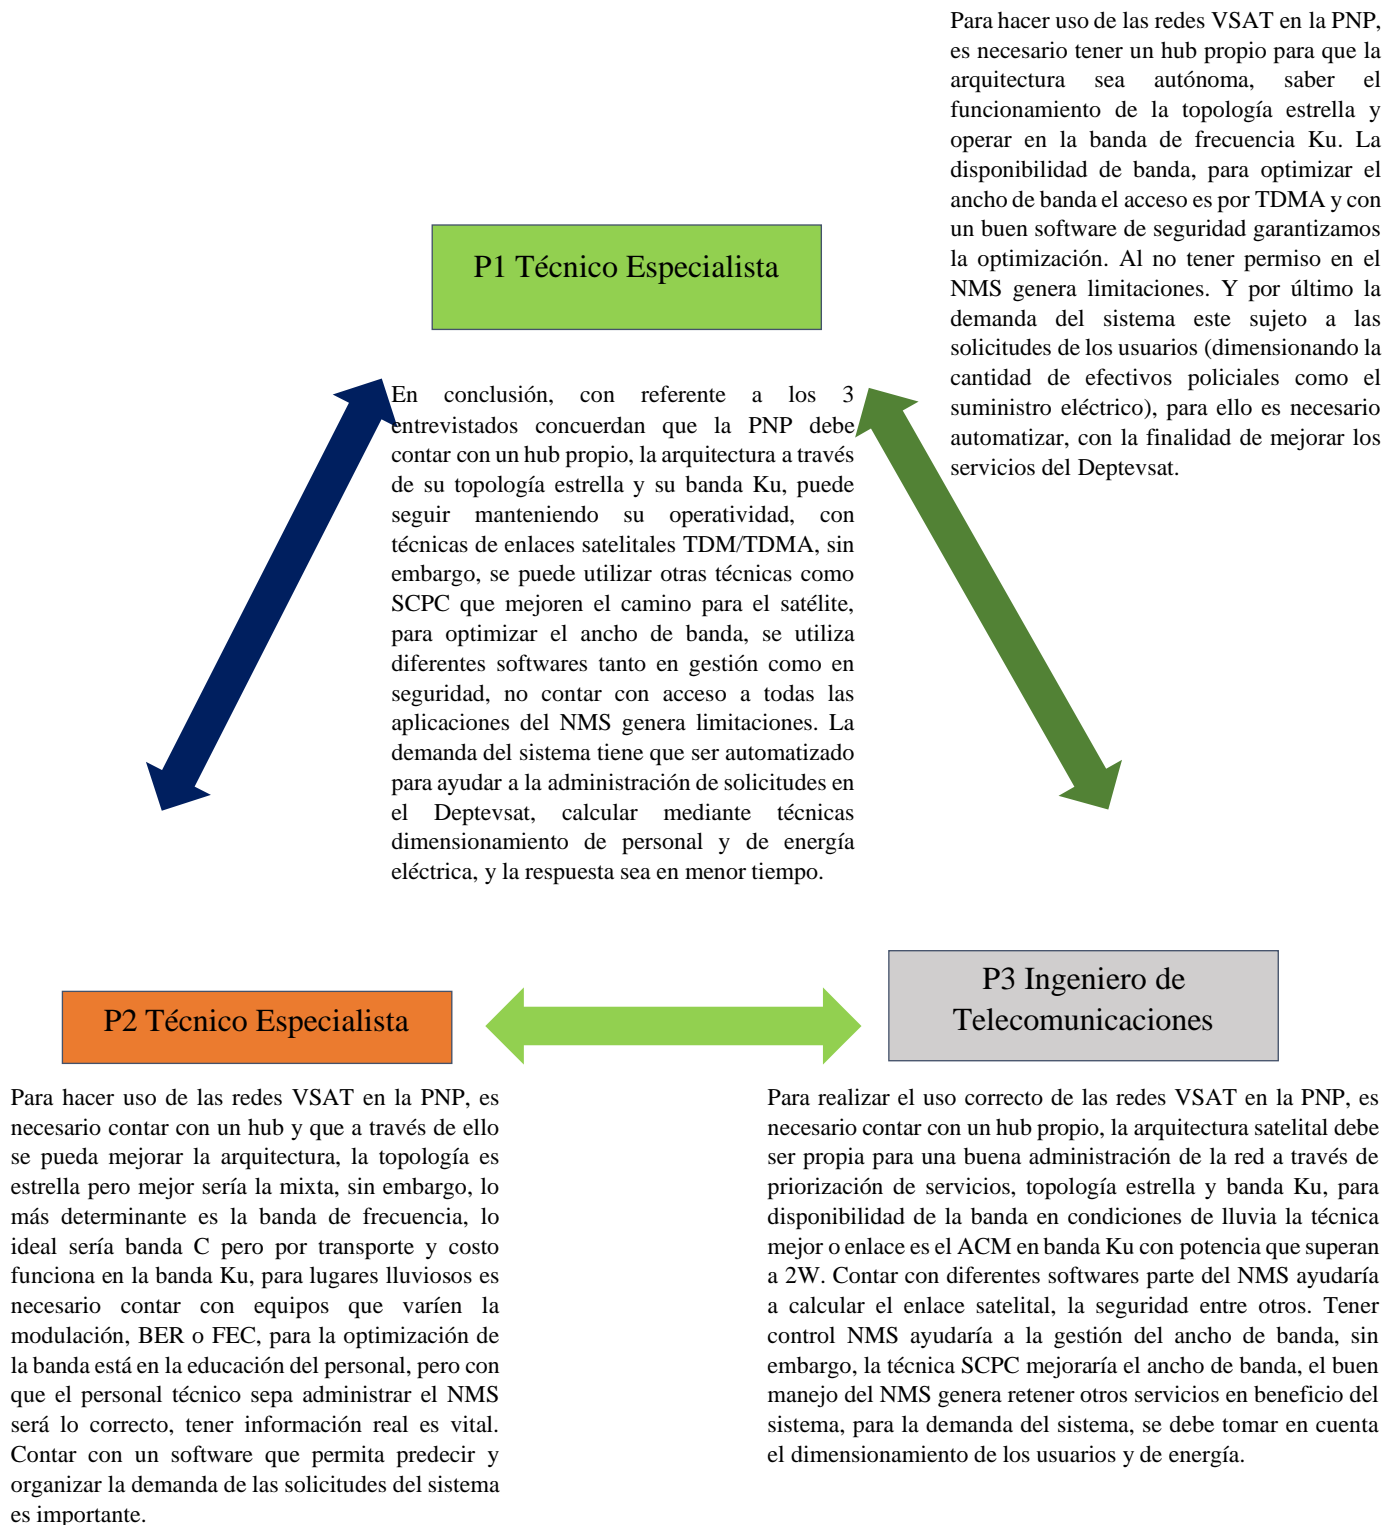 Para hacer uso de las redes VSAT en la PNP,
es necesario tener un hub propio para que la
arquitectura sea autónoma, saber el
funcionamiento de la topología estrella y
operar en la banda de frecuencia Ku. La
disponibilidad de banda, para optimizar el
ancho de banda el acceso es por TDMA y con
un buen software de seguridad garantizamos
la optimización. Al no tener permiso en el
NMS genera limitaciones. Y por último la
demanda del sistema este sujeto a las
solicitudes de los usuarios (dimensionando la
cantidad de efectivos policiales como el
suministro eléctrico), para ello es necesario
automatizar, con la finalidad de mejorar los
servicios del Deptevsat.
P1 Técnico Especialista
En conclusión, con referente a los 3
entrevistados concuerdan que la PNP debe
contar con un hub propio, la arquitectura a través
de su topología estrella y su banda Ku, puede
seguir manteniendo su operatividad, con
técnicas de enlaces satelitales TDM/TDMA, sin
embargo, se puede utilizar otras técnicas como
SCPC que mejoren el camino para el satélite,
para optimizar el ancho de banda, se utiliza
diferentes softwares tanto en gestión como en
seguridad, no contar con acceso a todas las
aplicaciones del NMS genera limitaciones. La
demanda del sistema tiene que ser automatizado
para ayudar a la administración de solicitudes en
el Deptevsat, calcular mediante técnicas
dimensionamiento de personal y de energía
eléctrica, y la respuesta sea en menor tiempo.
P2 Técnico Especialista
Para hacer uso de las redes VSAT en la PNP, es
necesario contar con un hub y que a través de ello
se pueda mejorar la arquitectura, la topología es
estrella pero mejor sería la mixta, sin embargo, lo
más determinante es la banda de frecuencia, lo
ideal sería banda C pero por transporte y costo
funciona en la banda Ku, para lugares lluviosos es
necesario contar con equipos que varíen la
modulación, BER o FEC, para la optimización de
la banda está en la educación del personal, pero con
que el personal técnico sepa administrar el NMS
será lo correcto, tener información real es vital.
Contar con un software que permita predecir y
organizar la demanda de las solicitudes del sistema
es importante.
P3 Ingeniero de
Telecomunicaciones
Para realizar el uso correcto de las redes VSAT en la PNP, es
necesario contar con un hub propio, la arquitectura satelital debe
ser propia para una buena administración de la red a través de
priorización de servicios, topología estrella y banda Ku, para
disponibilidad de la banda en condiciones de lluvia la técnica
mejor o enlace es el ACM en banda Ku con potencia que superan
a 2W. Contar con diferentes softwares parte del NMS ayudaría
a calcular el enlace satelital, la seguridad entre otros. Tener
control NMS ayudaría a la gestión del ancho de banda, sin
embargo, la técnica SCPC mejoraría el ancho de banda, el buen
manejo del NMS genera retener otros servicios en beneficio del
sistema, para la demanda del sistema, se debe tomar en cuenta
el dimensionamiento de los usuarios y de energía.